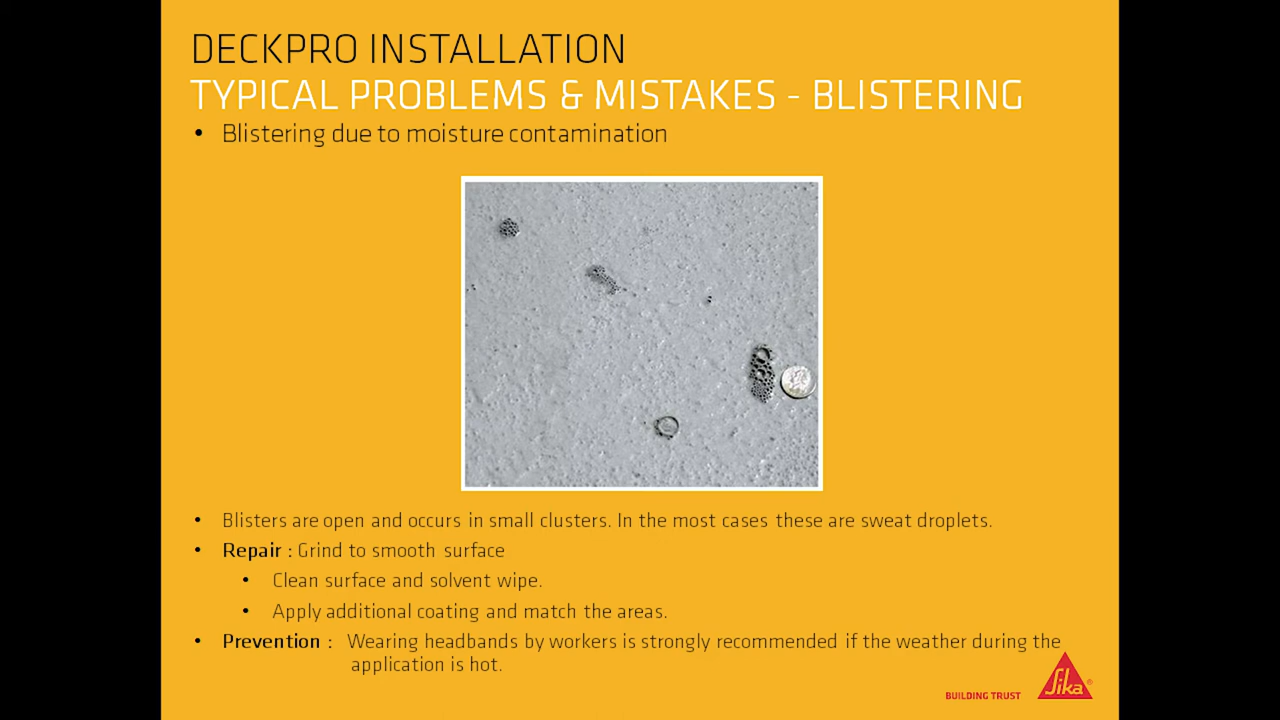 DECKPRO INSTALLATION
TYPICAL PROBLEMS & MISTAKES - BLISTERING
• Blistering due to moisture contamination
• Blisters are open and occurs in small clusters. In the most cases these are sweat droplets.
• Repair : Grind to smooth surface
• Clean surface and solvent wipe.
• Apply additional coating and match the areas.
• Prevention : Wearing headbands by workers is strongly recommended if the weather during the
application is hot.
BUILDING TRUST
Sika®